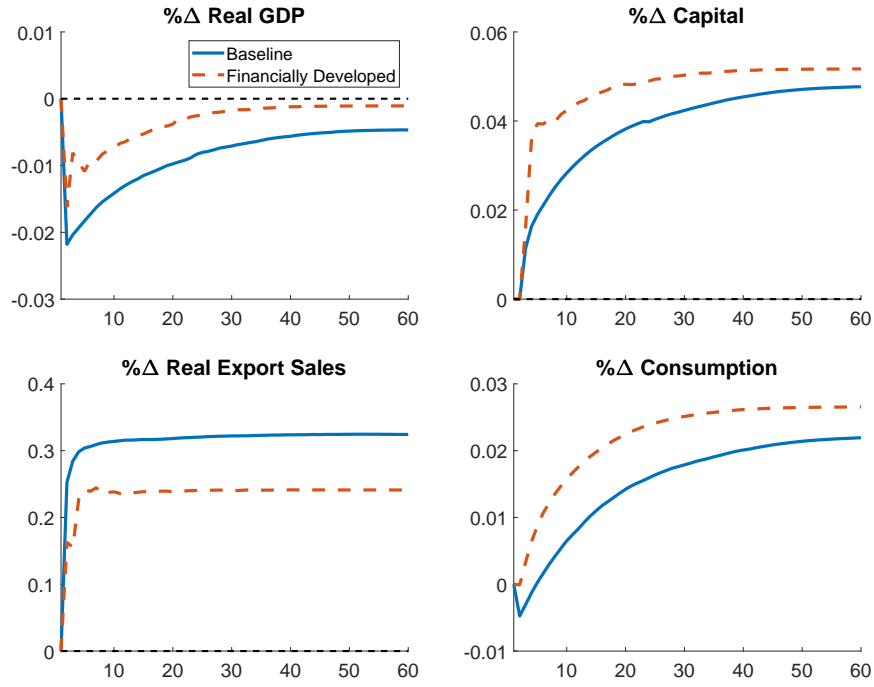 %Δ Real GDP
0.01
0
-0.01
-0.02
-0.03
10 20 30 40 50 60
Baseline
Financially Developed
%Δ Capital
0.06
0.04
0.02
0
10 20 30 40 50 60
%Δ Real Export Sales
0.4
0.3
0.2
0.1
0
10 20 30 40 50 60
%Δ Consumption
0.03
0.02
0.01
0
-0.01
10 20 30 40 50 60